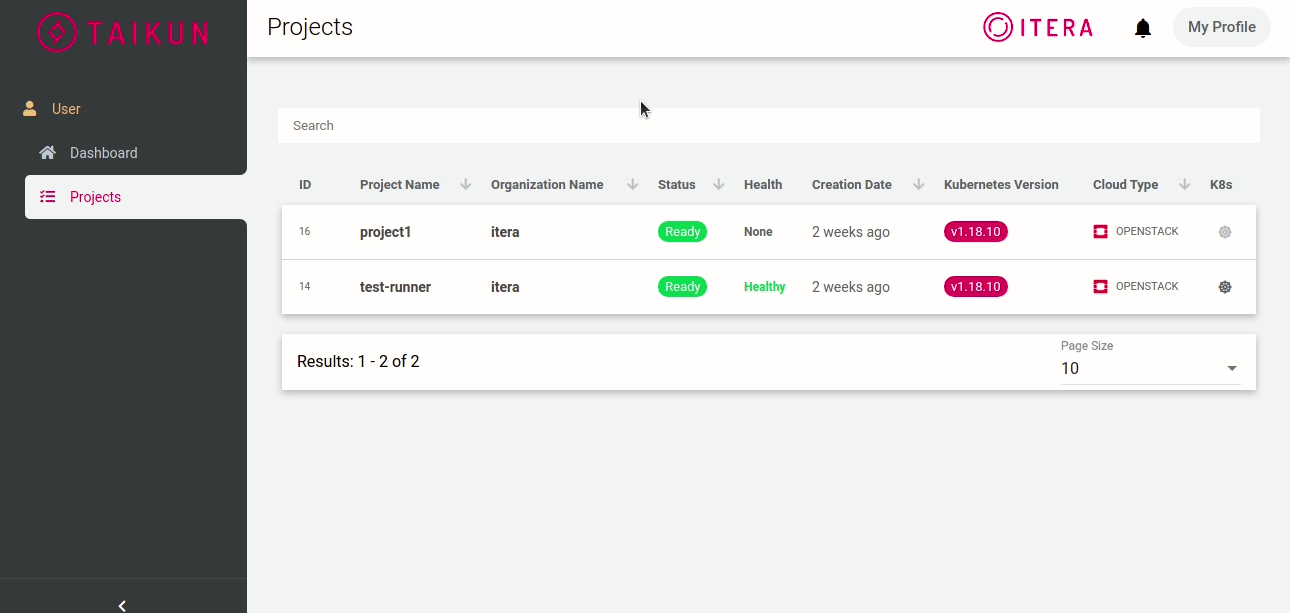 TAIKUN
Projects
ITERA
My Profile
User
Dashboard
Projects
Search
ID Project Name Organization Name Status Health Creation Date Kubernetes Version Cloud Type K8s
16 project1 itera Ready None 2 weeks ago v1.18.10 OPENSTACK
14 test-runner itera Ready Healthy 2 weeks ago v1.18.10 OPENSTACK
Results: 1 - 2 of 2
Page Size
10